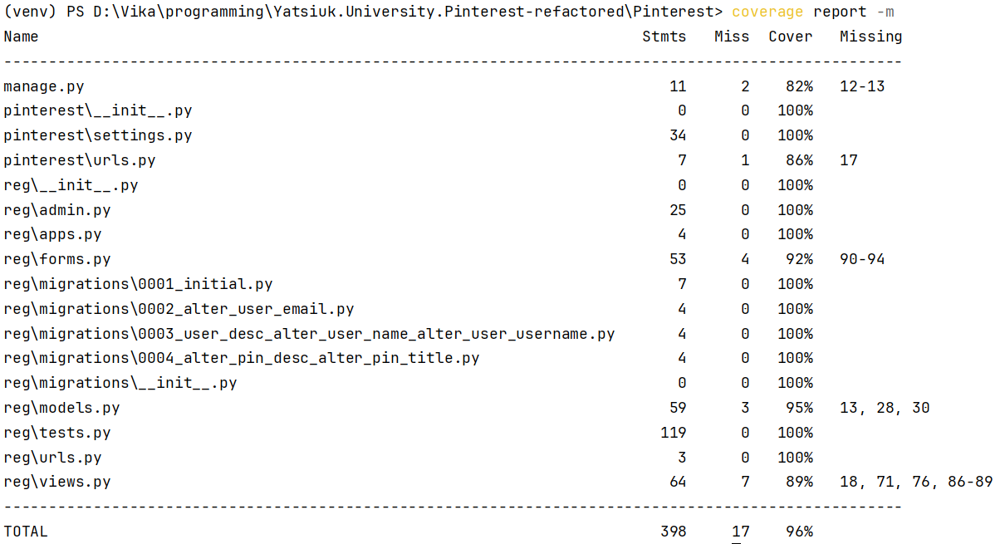 (venv) PS D:\Vika\programming\Yatsiuk.University.Pinterest-refactored\Pinterest> coverage report -m
Name                                                                   Stmts   Miss  Cover   Missing
----------------------------------------------------------------------------------------------------
manage.py                                                                 11      2    82%   12-13
pinterest\__init__.py                                                      0      0   100%
pinterest\settings.py                                                     34      0   100%
pinterest\urls.py                                                          7      1    86%   17
reg\__init__.py                                                            0      0   100%
reg\admin.py                                                              25      0   100%
reg\apps.py                                                                4      0   100%
reg\forms.py                                                              53      4    92%   90-94
reg\migrations\0001_initial.py                                             7      0   100%
reg\migrations\0002_alter_user_email.py                                    4      0   100%
reg\migrations\0003_user_desc_alter_user_name_alter_user_username.py       4      0   100%
reg\migrations\0004_alter_pin_desc_alter_pin_title.py                      4      0   100%
reg\migrations\__init__.py                                                 0      0   100%
reg\models.py                                                             59      3    95%   13, 28, 30
reg\tests.py                                                             119      0   100%
reg\urls.py                                                                3      0   100%
reg\views.py                                                              64      7    89%   18, 71, 76, 86-89
----------------------------------------------------------------------------------------------------
TOTAL                                                                    398     17    96%